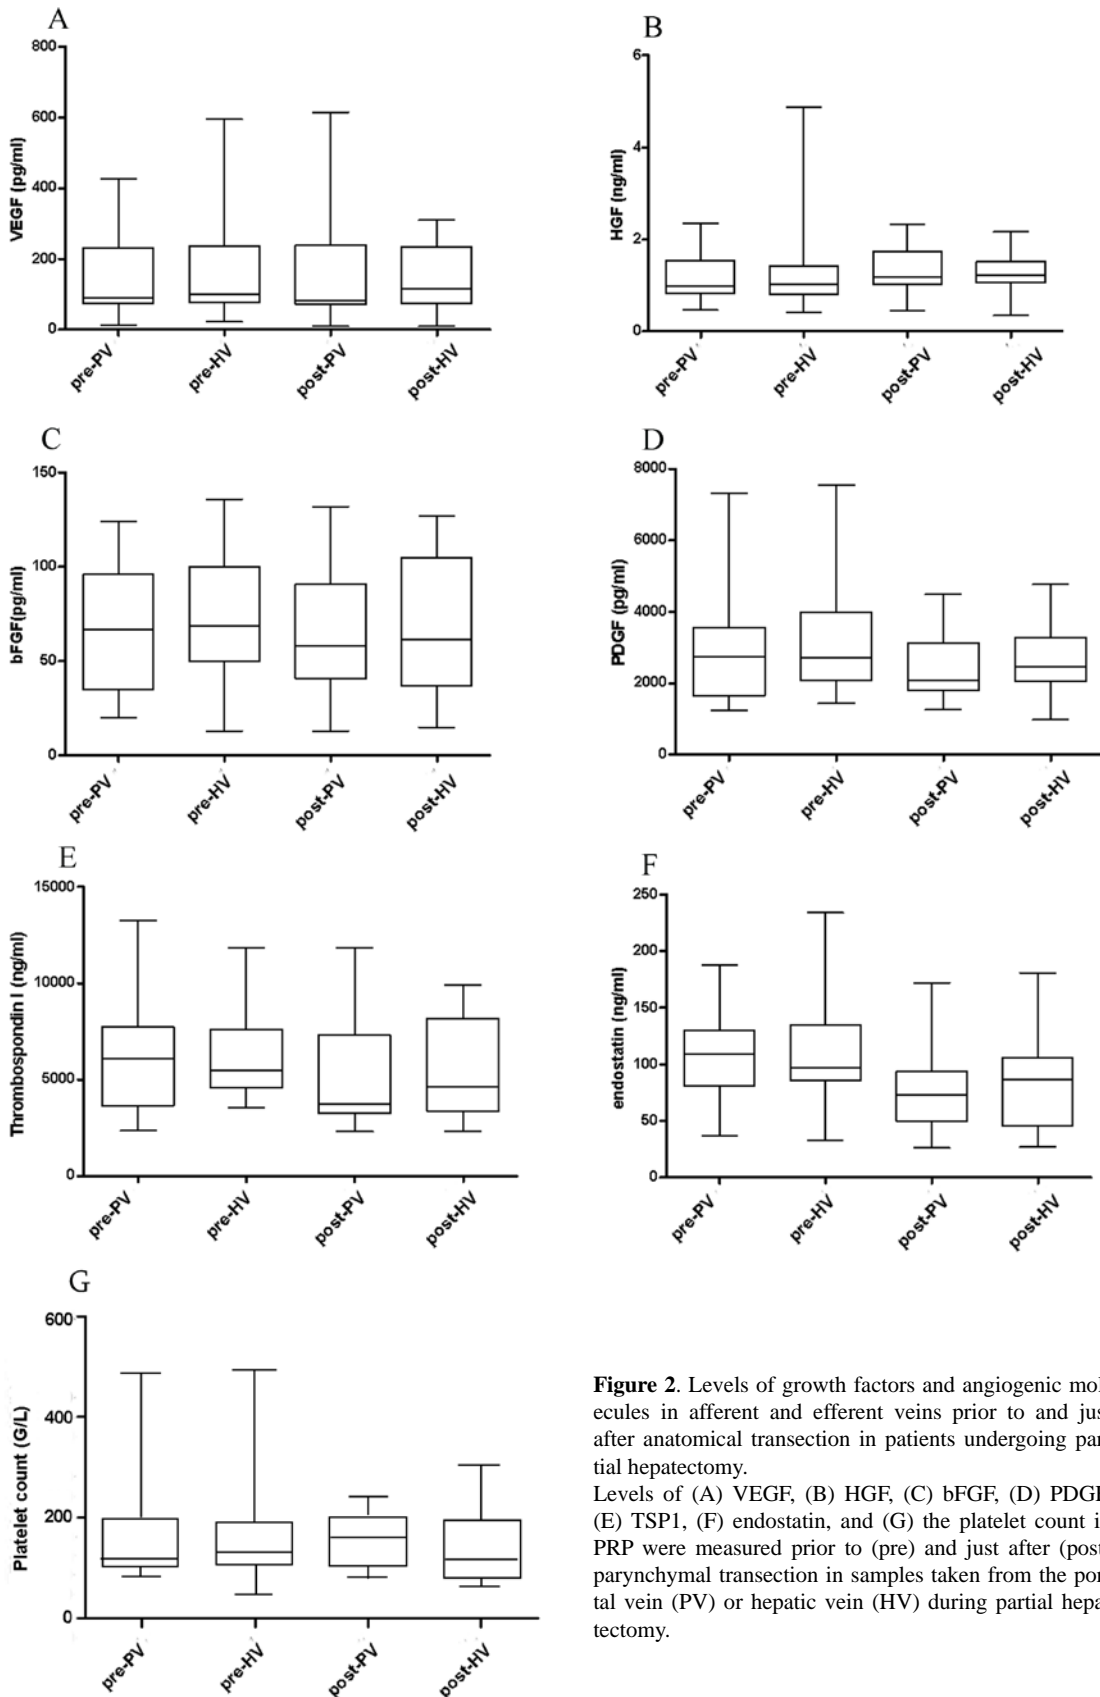 A
800
600
400
200
0
VEGF (pg/ml)
pre-PV
pre-HV
post-PV
post-HV
B
6
4
2
0
HGF (ng/ml)
pre-PV
pre-HV
post-PV
post-HV
C
150
100
50
0
bFGF(pg/ml)
pre-PV
pre-HV
post-PV
post-HV
D
8000
6000
4000
2000
0
PDGF (pg/ml)
pre-PV
pre-HV
post-PV
post-HV
E
15000
10000
5000
0
Thrombospondin I (ng/ml)
pre-PV
pre-HV
post-PV
post-HV
F
250
200
150
100
50
0
endostatin (ng/ml)
pre-PV
pre-HV
post-PV
post-HV
G
600
400
200
0
Platelet count (G/L)
pre-PV
pre-HV
post-PV
post-HV
Figure 2. Levels of growth factors and angiogenic mol
ecules in afferent and efferent veins prior to and jus
after anatomical transection in patients undergoing par
tial hepatectomy.
Levels of (A) VEGF, (B) HGF, (C) bFGF, (D) PDGF
(E) TSP1, (F) endostatin, and (G) the platelet count i
PRP were measured prior to (pre) and just after (post
parynchymal transection in samples taken from the por
tal vein (PV) or hepatic vein (HV) during partial hepa
tectomy.